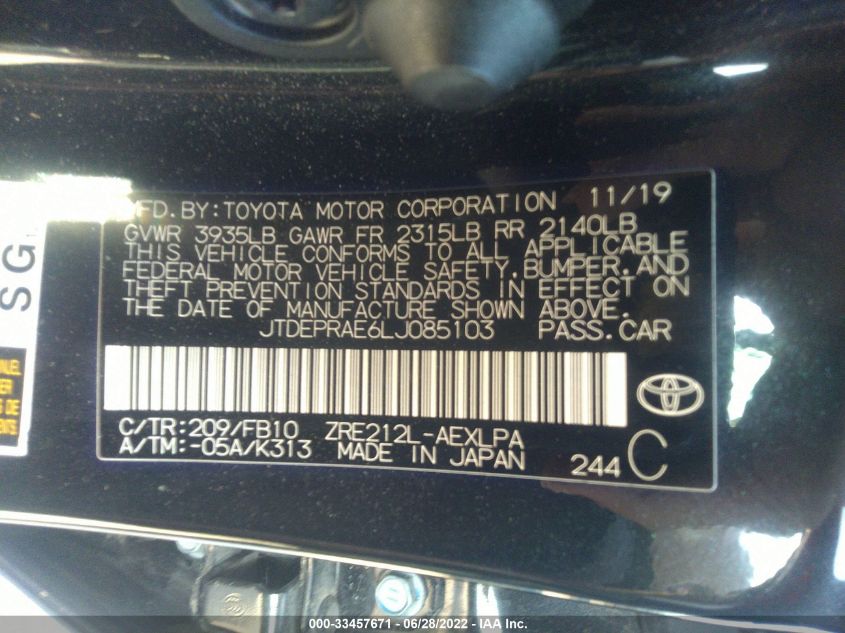 MFD.BY:TOYOTA MOTOR CORPORATION 11/19
GVWR 3935LB GAWR FR 2315LB RR 2140LB
THIS VEHICLE CONFORMS TO ALL APPLICABLE
FEDERAL MOTOR VEHICLE SAFETY,BUMPER,AND
THEFT PREVENTION STANDARDS IN EFFECT ON
THE DATE OF MANUFACTURE SHOWN ABOVE.
JTDEPRAE6LJ085103 PASS.CAR
C/TR:209/FB10 ZRE212L-AEXLPA
A/TM:-05A/K313 MADE IN JAPAN 244 C
SG
000-33457671 - 06/28/2022 - IAA Inc.